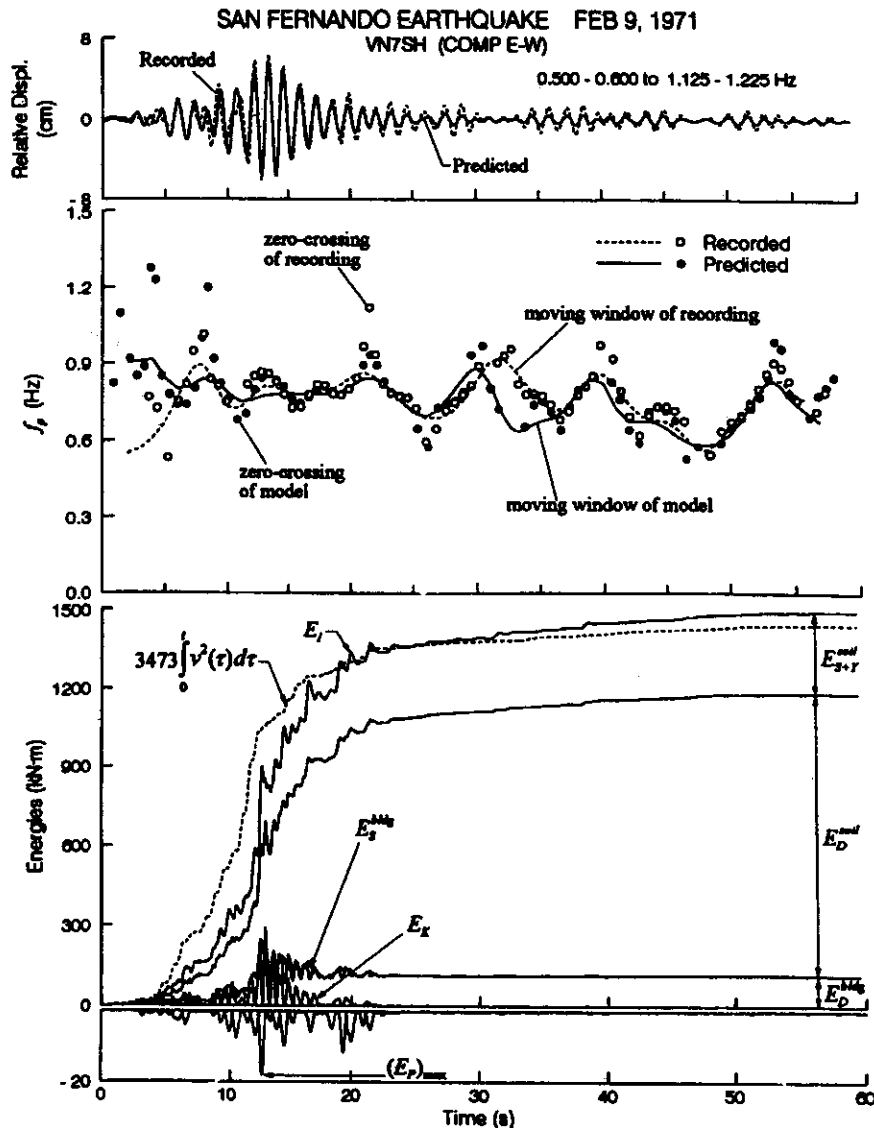 SAN FERNANDO EARTHQUAKE FEB 9, 1971
VN7SH (COMP E-W)
Relative Displ.
(cm)
8
0
-8
Recorded
0.500 - 0.600 to 1.125 - 1.225 Hz
Predicted
f_p (Hz)
1.5
1.2
0.9
0.6
0.3
0.0
zero-crossing
of recording
Recorded
Predicted
moving window of recording
zero-crossing
of model
moving window of model
Energies (kN·m)
1500
1200
900
600
300
0
- 20
3473∫₀ᵗ v²(τ)dτ
E_I
E_{S+Y}^{soil}
E_S^{bldg}
E_D^{soil}
E_K
E_D^{bldg}
(E_P)_{max}
0 10 20 30 40 50 60
Time (s)